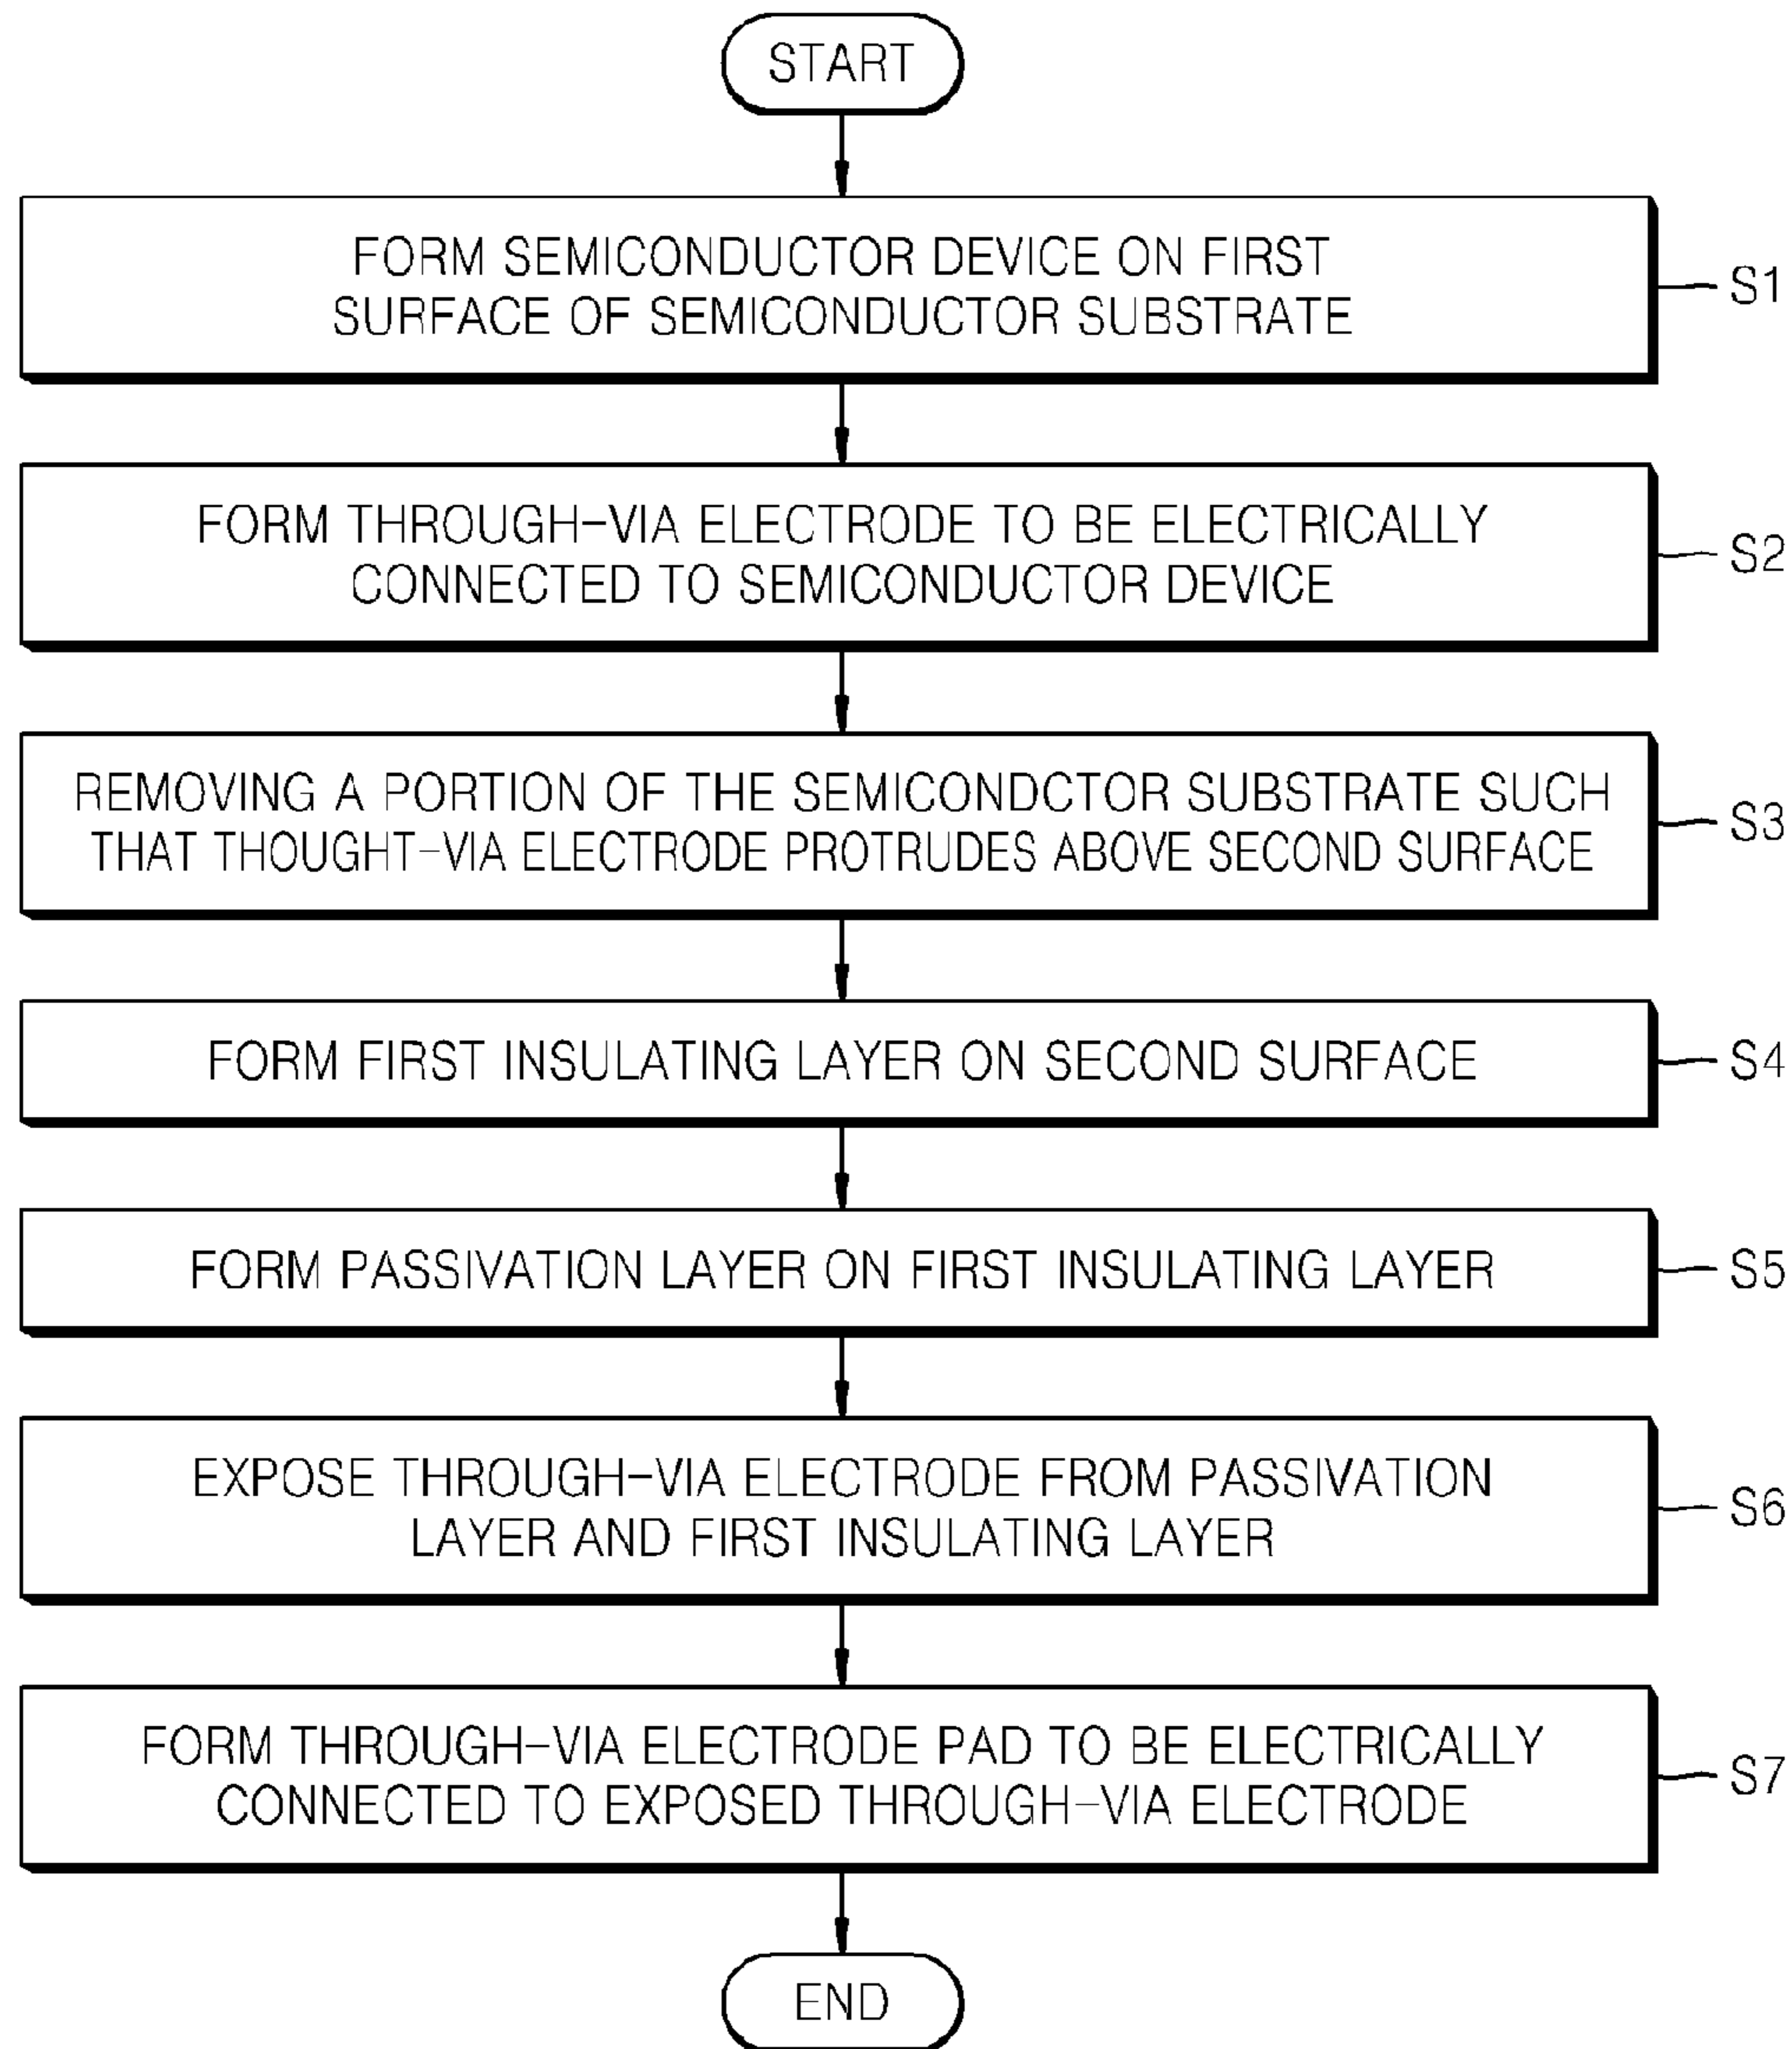 START
FORM SEMICONDUCTOR DEVICE ON FIRST
SURFACE OF SEMICONDUCTOR SUBSTRATE
S1
FORM THROUGH-VIA ELECTRODE TO BE ELECTRICALLY
CONNECTED TO SEMICONDUCTOR DEVICE
S2
REMOVING A PORTION OF THE SEMICONDCTOR SUBSTRATE SUCH
THAT THOUGHT-VIA ELECTRODE PROTRUDES ABOVE SECOND SURFACE
S3
FORM FIRST INSULATING LAYER ON SECOND SURFACE
S4
FORM PASSIVATION LAYER ON FIRST INSULATING LAYER
S5
EXPOSE THROUGH-VIA ELECTRODE FROM PASSIVATION
LAYER AND FIRST INSULATING LAYER
S6
FORM THROUGH-VIA ELECTRODE PAD TO BE ELECTRICALLY
CONNECTED TO EXPOSED THROUGH-VIA ELECTRODE
S7
END